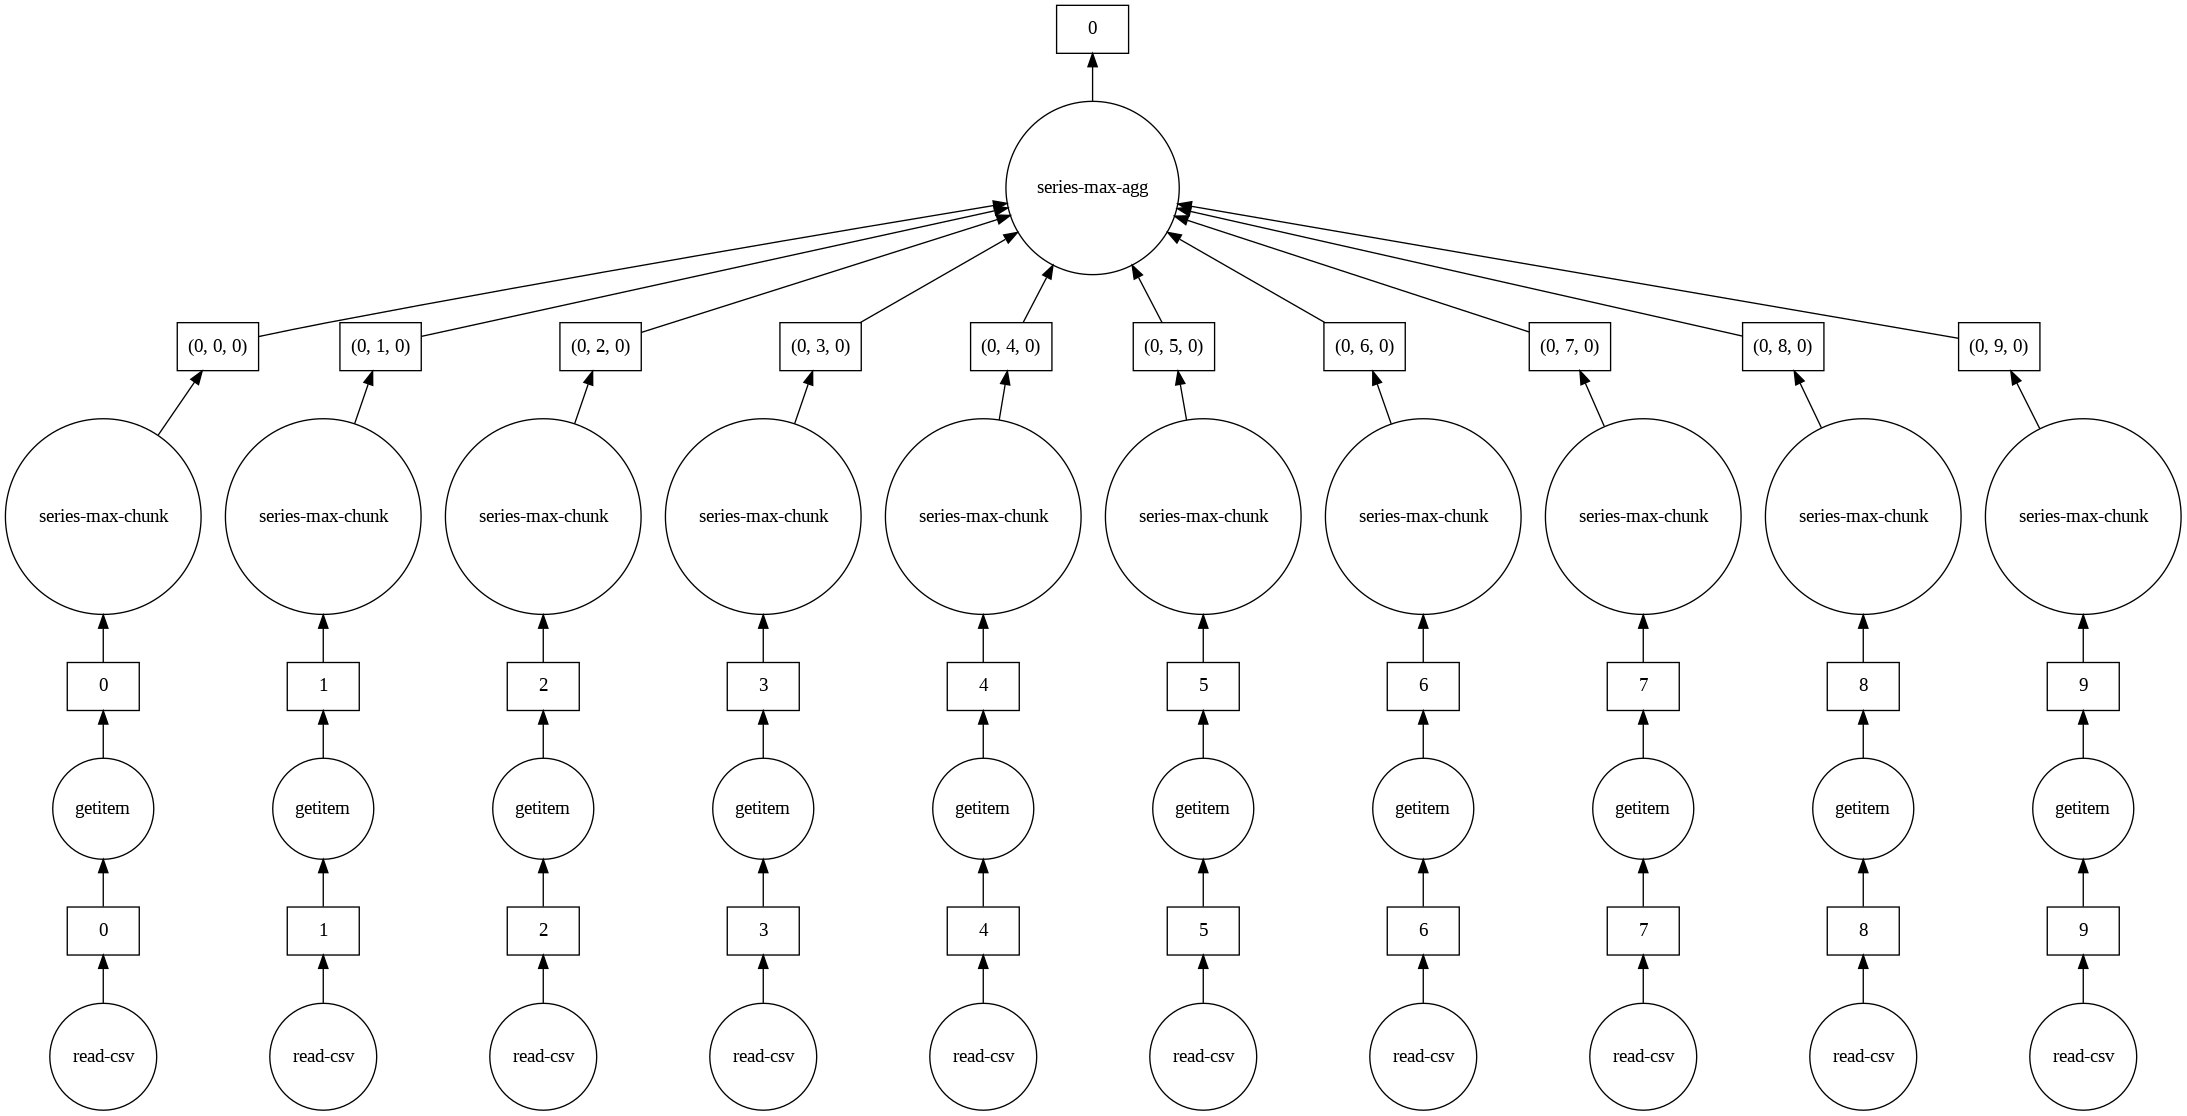 0
series-max-agg
(0, 0, 0) (0, 1, 0) (0, 2, 0) (0, 3, 0) (0, 4, 0) (0, 5, 0) (0, 6, 0) (0, 7, 0) (0, 8, 0) (0, 9, 0)
series-max-chunk series-max-chunk series-max-chunk series-max-chunk series-max-chunk series-max-chunk series-max-chunk series-max-chunk series-max-chunk series-max-chunk
0 1 2 3 4 5 6 7 8 9
getitem getitem getitem getitem getitem getitem getitem getitem getitem getitem
0 1 2 3 4 5 6 7 8 9
read-csv read-csv read-csv read-csv read-csv read-csv read-csv read-csv read-csv read-csv